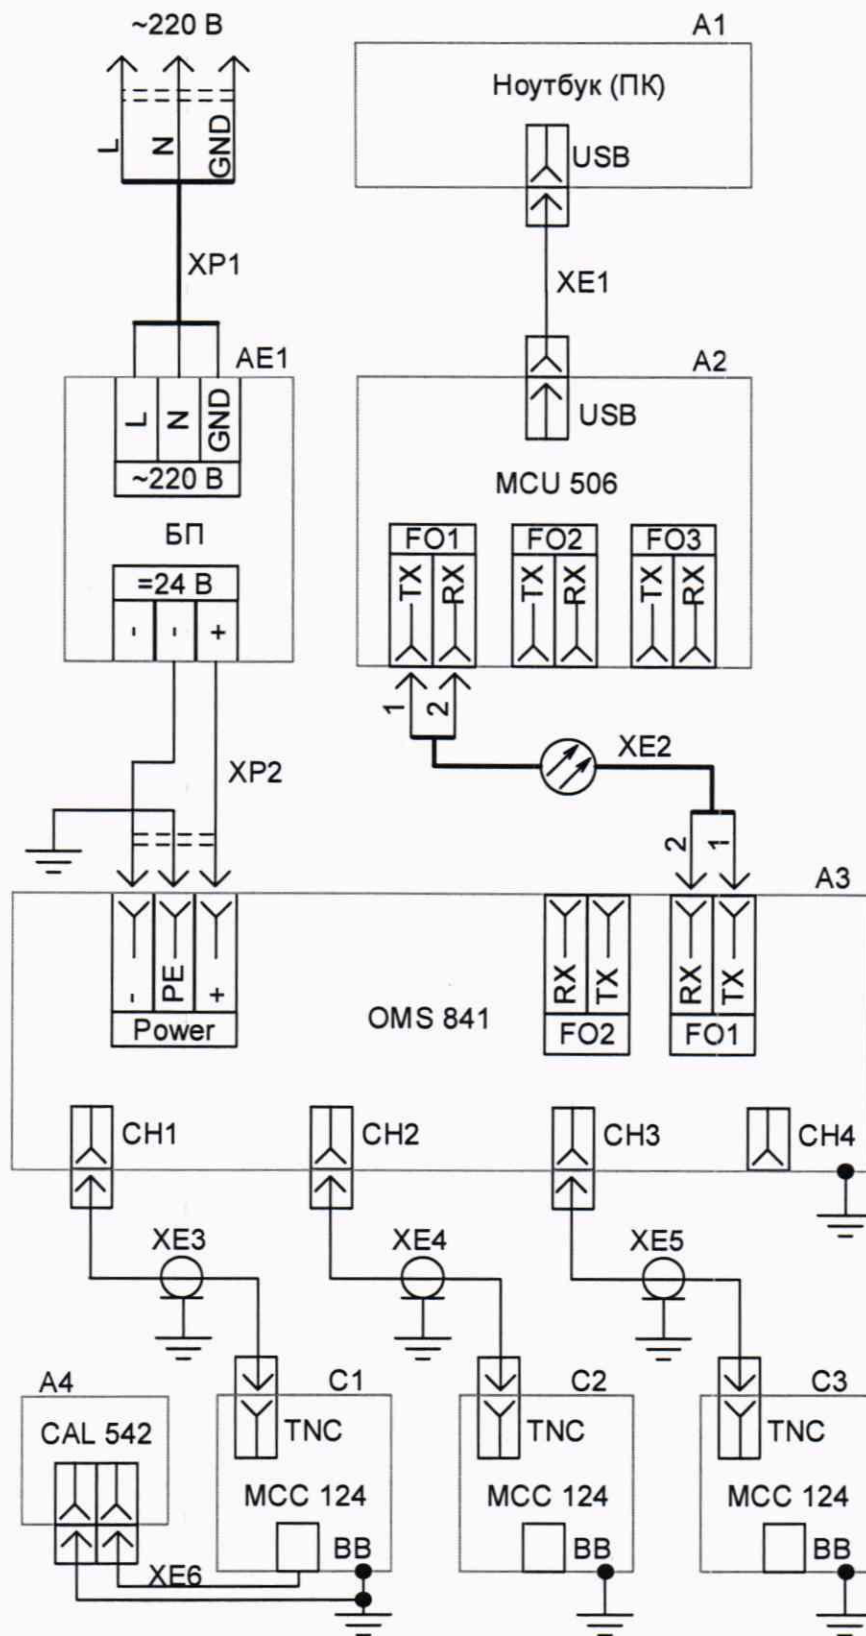 ~220 В
L
N
GND
XP1
AE1
L
N
GND
~220 В
БП
=24 В
-
-
+
XP2
A1
Ноутбук (ПК)
USB
XE1
A2
USB
MCU 506
FO1
FO2
FO3
TX
RX
TX
RX
TX
RX
1
2
XE2
2
1
A3
-
PE
+
Power
OMS 841
RX
TX
RX
TX
FO2
FO1
CH1
CH2
CH3
CH4
XE3
XE4
XE5
A4
C1
C2
C3
CAL 542
TNC
TNC
TNC
MCC 124
MCC 124
MCC 124
BB
BB
BB
XE6